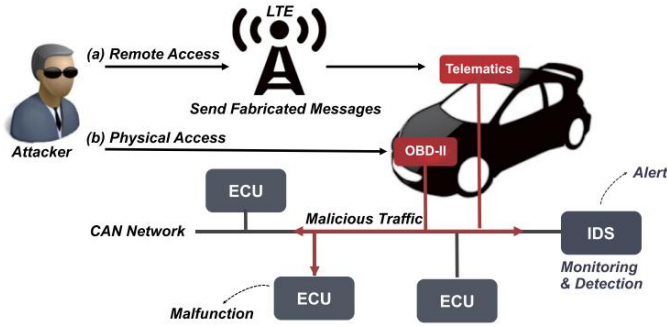 LTE
(a) Remote Access
Telematics
Send Fabricated Messages
(b) Physical Access
Attacker
OBD-II
ECU
Alert
Malicious Traffic
CAN Network
IDS
Monitoring
& Detection
ECU
ECU
Malfunction